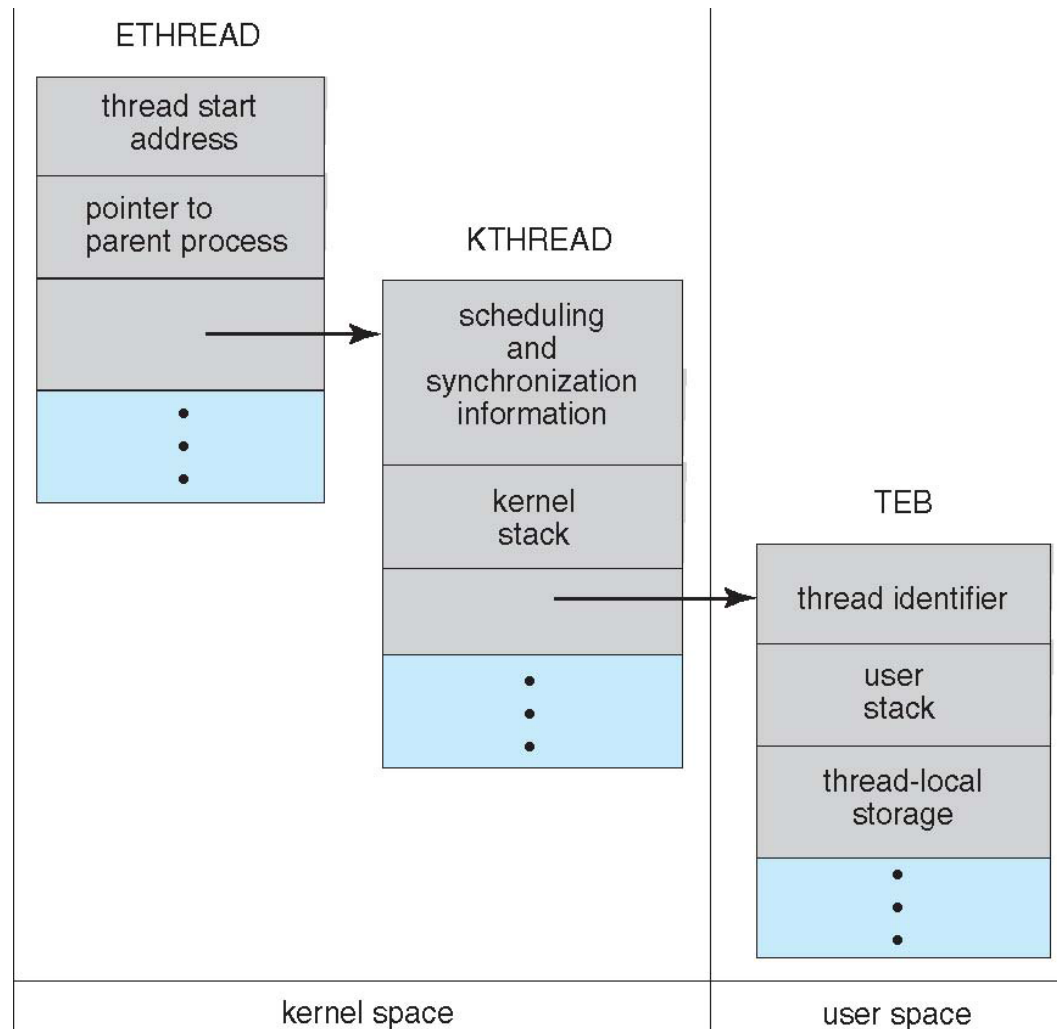 ETHREAD
thread start
address
pointer to
parent process
KTHREAD
scheduling
and
synchronization
information
kernel
stack
TEB
thread identifier
user
stack
thread-local
storage
kernel space
user space